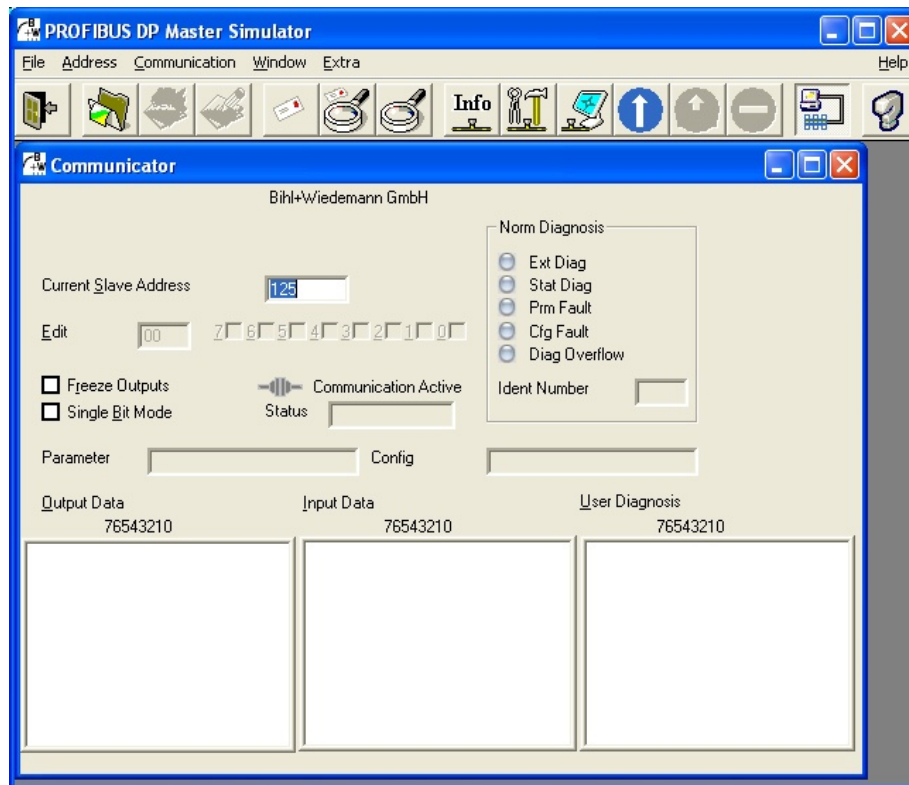 PROFIBUS DP Master Simulator
File Address Communication Window Extra Help
Info
Communicator
Bihl+Wiedemann GmbH
Norm Diagnosis
Ext Diag
Current Slave Address 125
Stat Diag
Prm Fault
Edit 00 7 6 5 4 3 2 1 0
Cfg Fault
Diag Overflow
Freeze Outputs Communication Active Ident Number
Single Bit Mode Status
Parameter Config
Output Data Input Data User Diagnosis
76543210 76543210 76543210